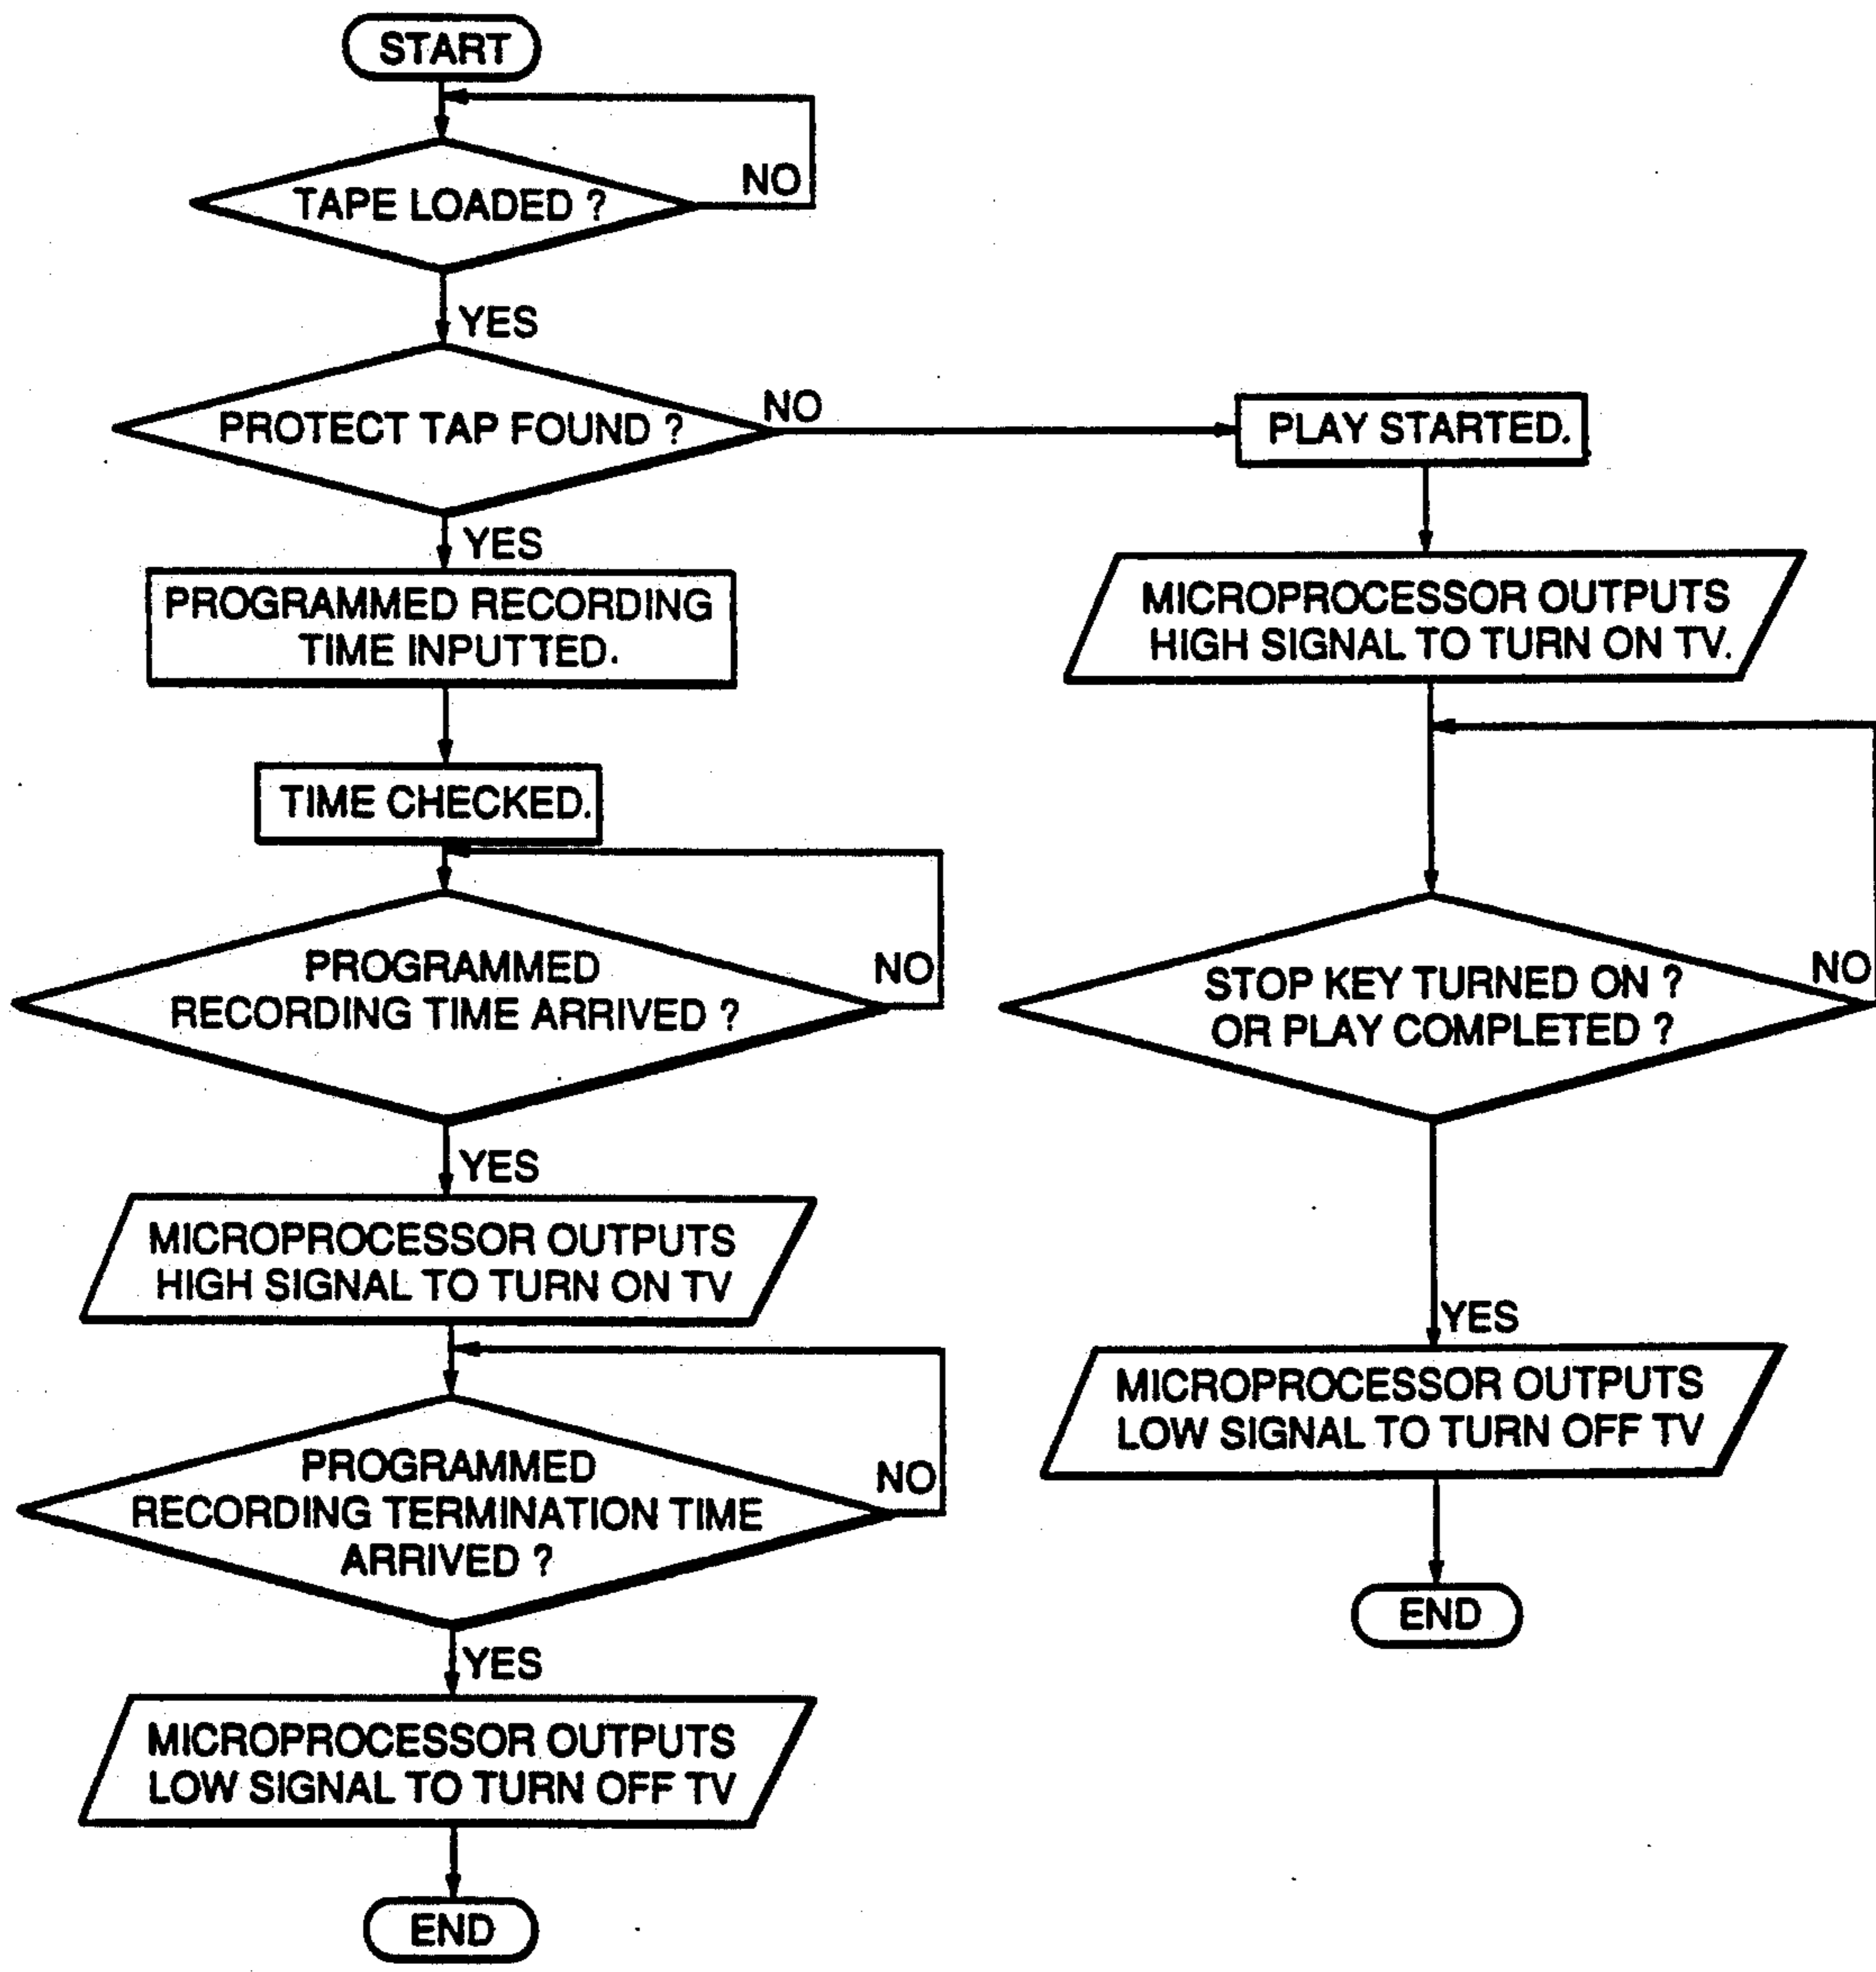 START
TAPE LOADED ?
NO
YES
PROTECT TAP FOUND ?
NO
YES
PROGRAMMED RECORDING
TIME INPUTTED.
TIME CHECKED.
PROGRAMMED
RECORDING TIME ARRIVED ?
NO
YES
MICROPROCESSOR OUTPUTS
HIGH SIGNAL TO TURN ON TV
PROGRAMMED
RECORDING TERMINATION TIME
ARRIVED ?
NO
YES
MICROPROCESSOR OUTPUTS
LOW SIGNAL TO TURN OFF TV
END
PLAY STARTED.
MICROPROCESSOR OUTPUTS
HIGH SIGNAL TO TURN ON TV.
STOP KEY TURNED ON ?
OR PLAY COMPLETED ?
NO
YES
MICROPROCESSOR OUTPUTS
LOW SIGNAL TO TURN OFF TV
END